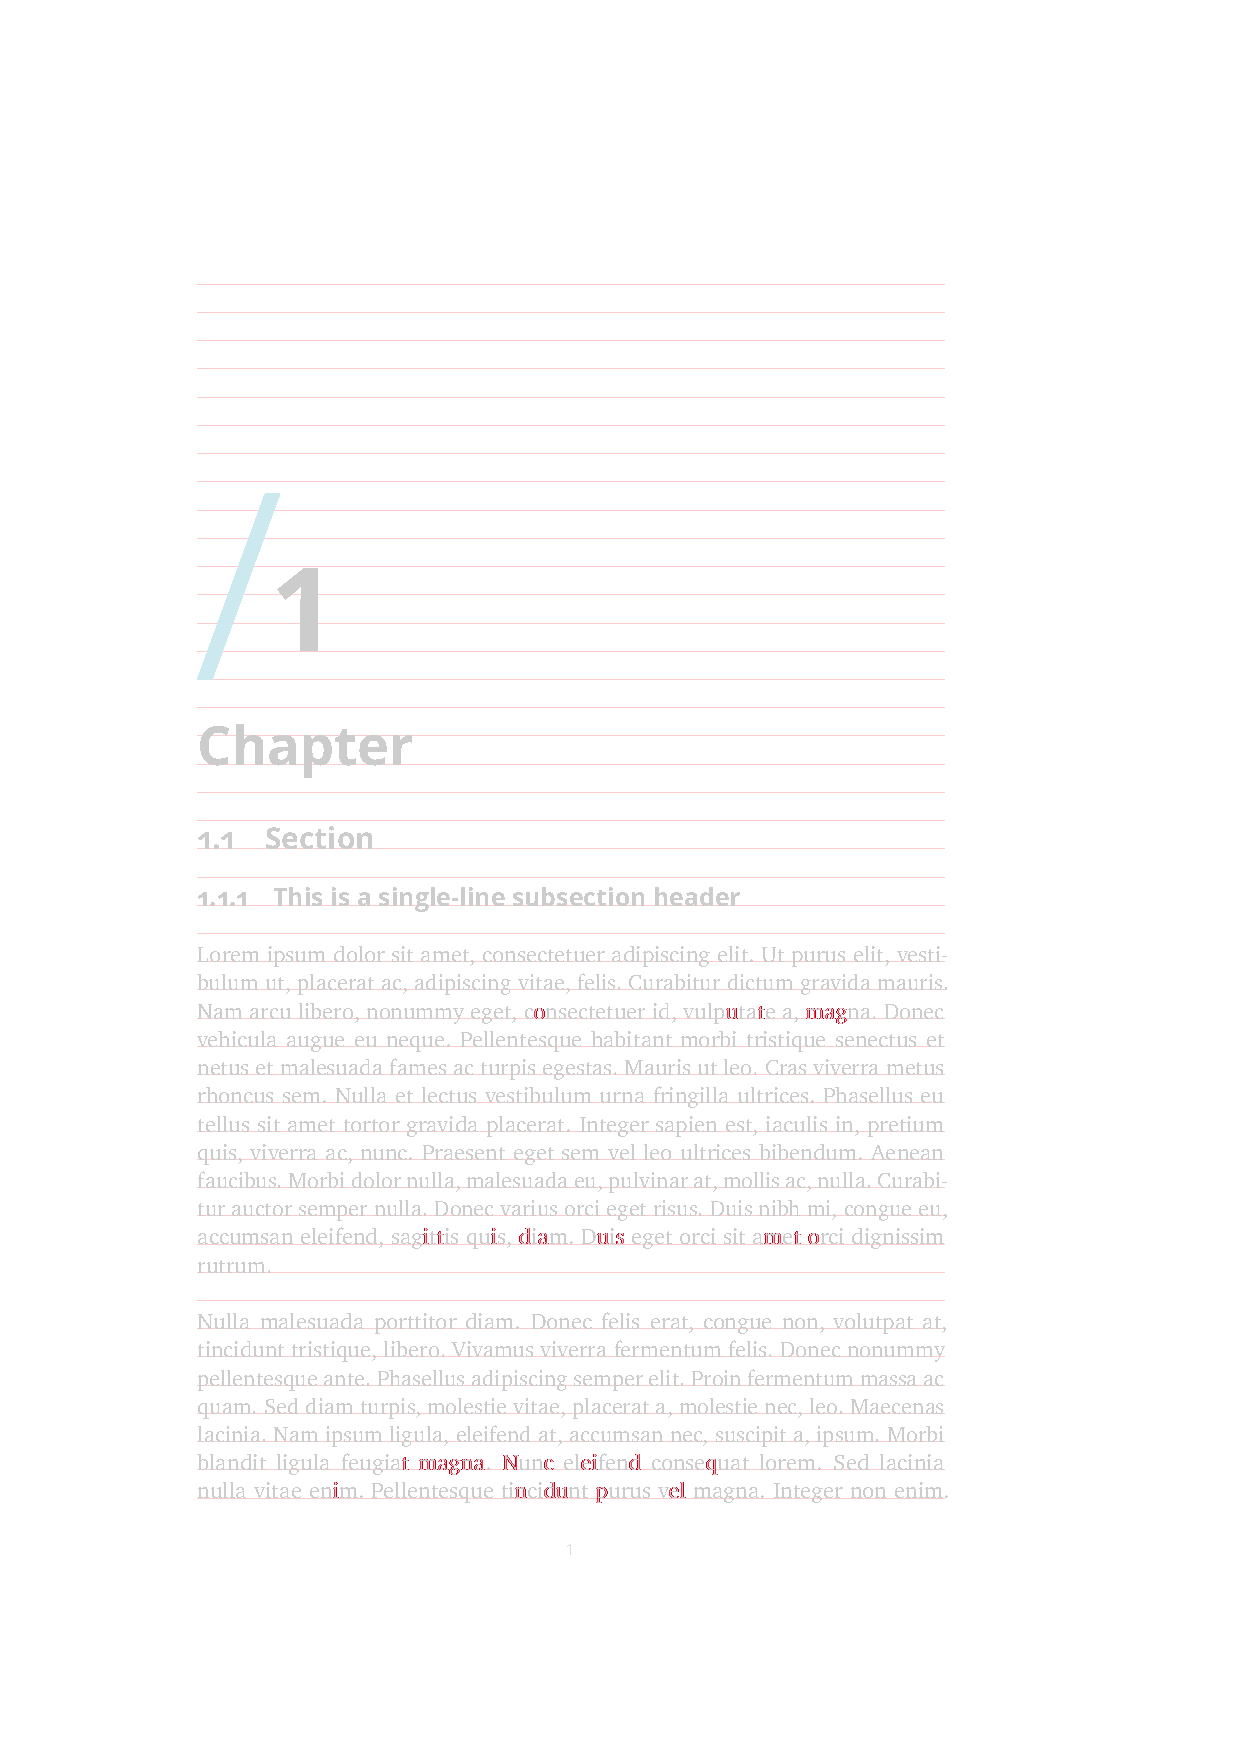 1
Chapter
1.1 Section
1.1.1 This is a single-line subsection header
Lorem ipsum dolor sit amet, consectetuer adipiscing elit. Ut purus elit, vesti-
bulum ut, placerat ac, adipiscing vitae, felis. Curabitur dictum gravida mauris.
Nam arcu libero, nonummy eget, consectetuer id, vulputate a, magna. Donec
vehicula augue eu neque. Pellentesque habitant morbi tristique senectus et
netus et malesuada fames ac turpis egestas. Mauris ut leo. Cras viverra metus
rhoncus sem. Nulla et lectus vestibulum urna fringilla ultrices. Phasellus eu
tellus sit amet tortor gravida placerat. Integer sapien est, iaculis in, pretium
quis, viverra ac, nunc. Praesent eget sem vel leo ultrices bibendum. Aenean
faucibus. Morbi dolor nulla, malesuada eu, pulvinar at, mollis ac, nulla. Curabi-
tur auctor semper nulla. Donec varius orci eget risus. Duis nibh mi, congue eu,
accumsan eleifend, sagittis quis, diam. Duis eget orci sit amet orci dignissim
rutrum.
Nulla malesuada porttitor diam. Donec felis erat, congue non, volutpat at,
tincidunt tristique, libero. Vivamus viverra fermentum felis. Donec nonummy
pellentesque ante. Phasellus adipiscing semper elit. Proin fermentum massa ac
quam. Sed diam turpis, molestie vitae, placerat a, molestie nec, leo. Maecenas
lacinia. Nam ipsum ligula, eleifend at, accumsan nec, suscipit a, ipsum. Morbi
blandit ligula feugiat magna. Nunc eleifend consequat lorem. Sed lacinia
nulla vitae enim. Pellentesque tincidunt purus vel magna. Integer non enim.
1